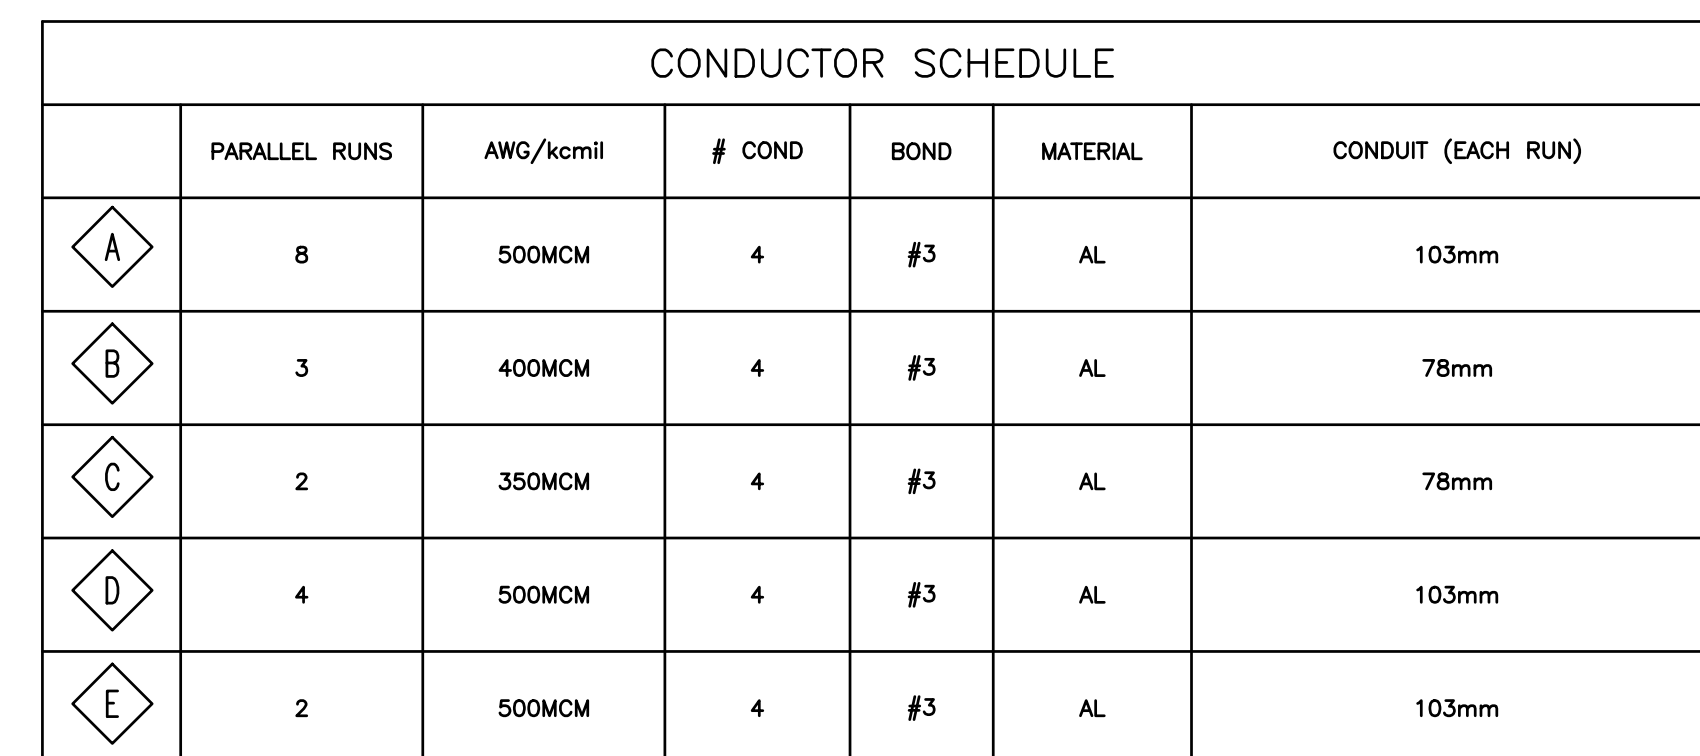 CONDUCTOR SCHEDULE
PARALLEL RUNS AWG/kcmil # COND BOND MATERIAL CONDUIT (EACH RUN)
A 8 500MCM 4 #3 AL 103mm
B 3 400MCM 4 #3 AL 78mm
C 2 350MCM 4 #3 AL 78mm
D 4 500MCM 4 #3 AL 103mm
E 2 500MCM 4 #3 AL 103mm